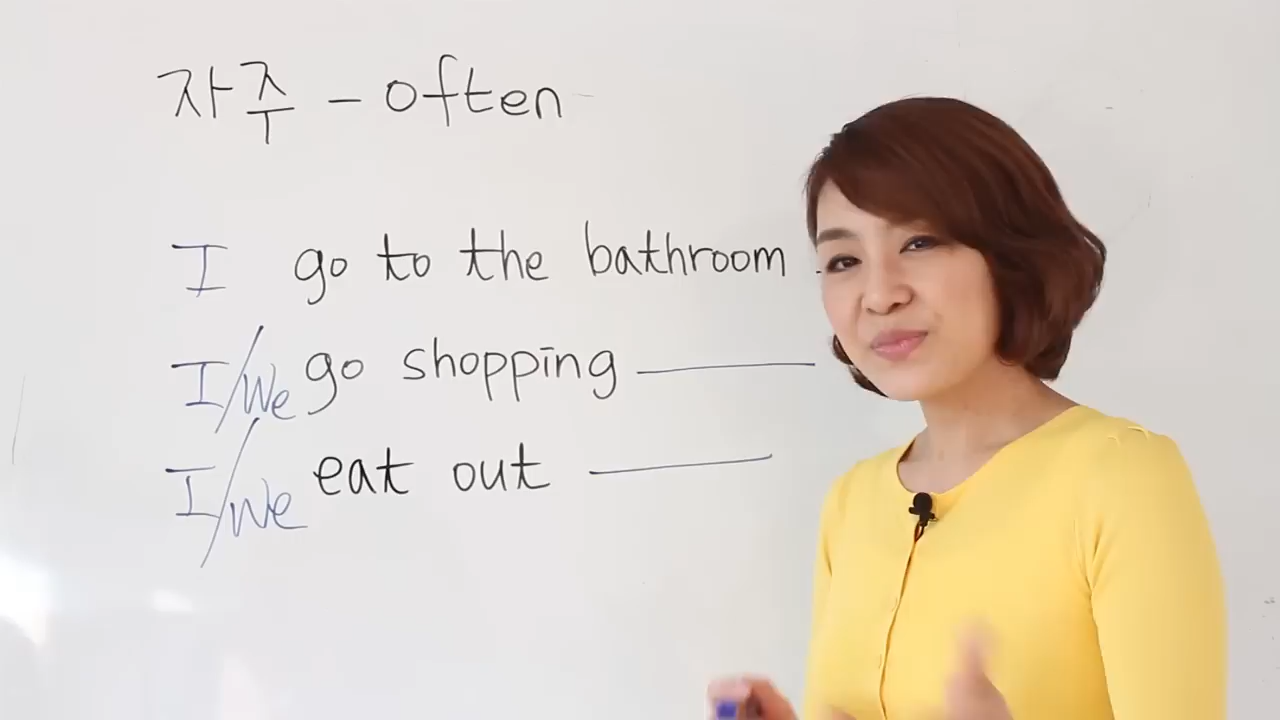 자주 - often
I go to the bathroom
I/We go shopping
I/We eat out